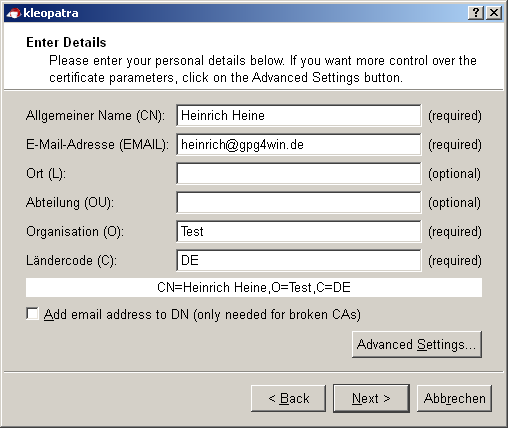 kleopatra
Enter Details
Please enter your personal details below. If you want more control over the
certificate parameters, click on the Advanced Settings button.
Allgemeiner Name (CN): Heinrich Heine (required)
E-Mail-Adresse (EMAIL): heinrich@gpg4win.de (required)
Ort (L): (optional)
Abteilung (OU): (optional)
Organisation (O): Test (required)
Ländercode (C): DE (required)
CN=Heinrich Heine,O=Test,C=DE
Add email address to DN (only needed for broken CAs)
Advanced Settings...
< Back Next > Abbrechen